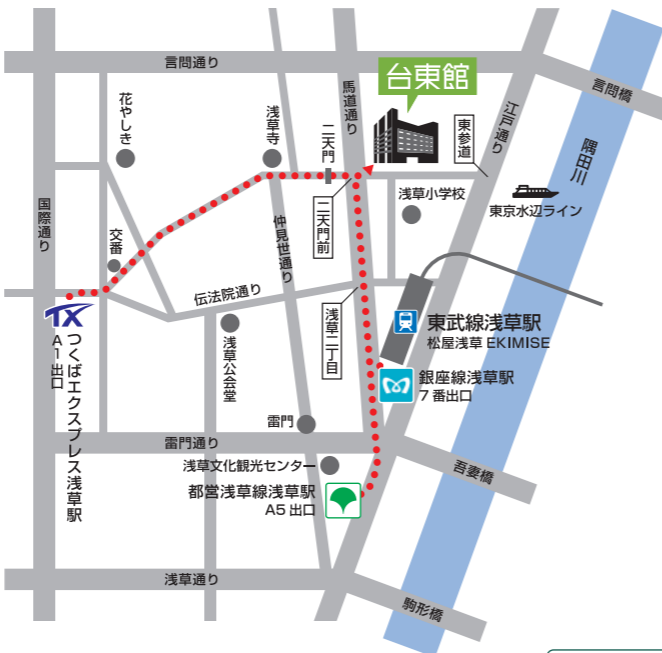 言問通り
台東館
言問橋
花やしき
浅草寺
二天門
馬道通り
東参道
江戸通り
隅田川
国際通り
交番
仲見世通り
二天門前
浅草小学校
東京水辺ライン
伝法院通り
TX
つくばエクスプレス浅草駅
A1出口
浅草公会堂
浅草二丁目
東武線浅草駅
松屋浅草 EKIMISE
銀座線浅草駅
7番出口
雷門
雷門通り
浅草文化観光センター
都営浅草線浅草駅
A5出口
吾妻橋
浅草通り
駒形橋